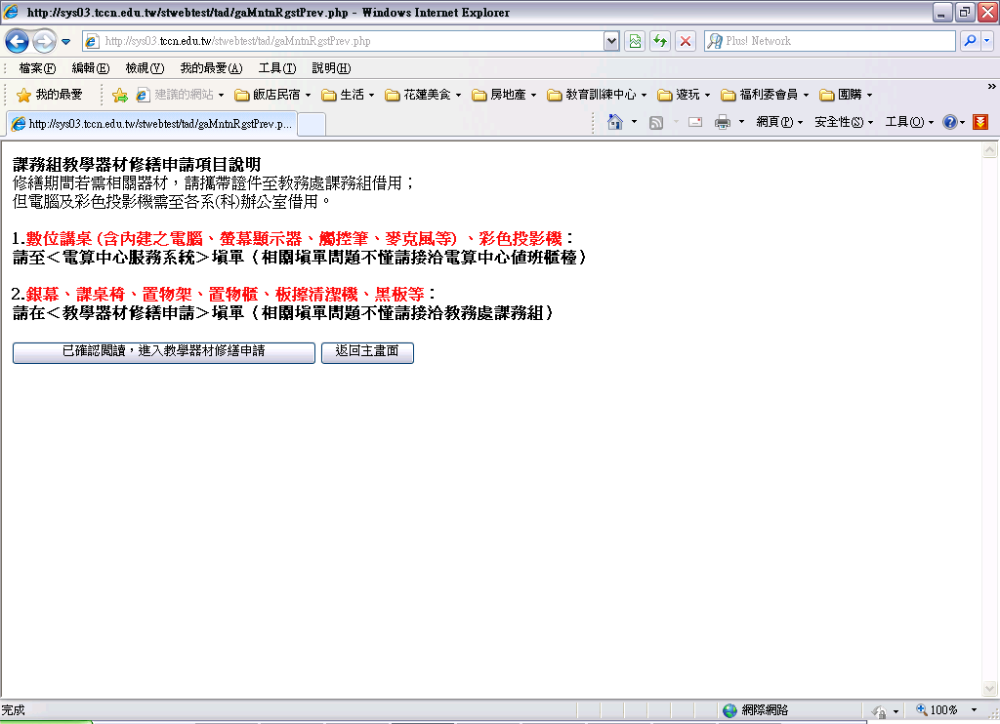 http://sys03.tccn.edu.tw/stwebtest/tad/gaMntnRgstPrev.php - Windows Internet Explorer
http://sys03.tccn.edu.tw/stwebtest/tad/gaMntnRgstPrev.php
Plus! Network
檔案(F) 編輯(E) 檢視(V) 我的最愛(A) 工具(T) 說明(H)
我的最愛 建議的網站 飯店民宿 生活 花蓮美食 房地產 教育訓練中心 遊玩 福利委會員 團購 »
http://sys03.tccn.edu.tw/stwebtest/tad/gaMntnRgstPrev.p... 網頁(P) 安全性(S) 工具(O)
課務組教學器材修繕申請項目說明
修繕期間若需相關器材，請攜帶證件至教務處課務組借用；
但電腦及彩色投影機需至各系(科)辦公室借用。
1.數位講桌 (含內建之電腦、螢幕顯示器、觸控筆、麥克風等) 、彩色投影機：
請至＜電算中心服務系統＞填單（相關填單問題不懂請接洽電算中心值班櫃檯）
2.銀幕、課桌椅、置物架、置物櫃、板擦清潔機、黑板等：
請在＜教學器材修繕申請＞填單（相關填單問題不懂請接洽教務處課務組）
已確認閱讀，進入教學器材修繕申請 返回主畫面
完成 網際網路 100%